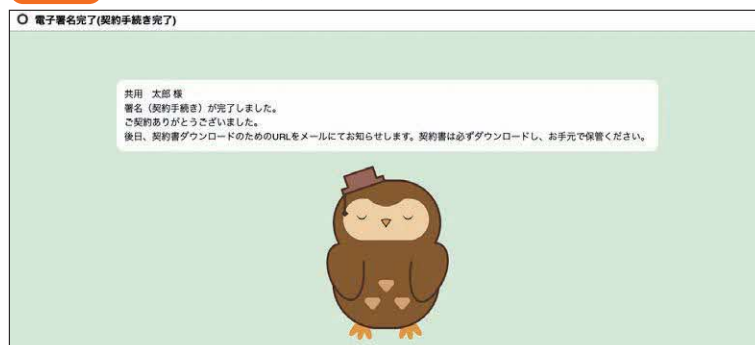 電子署名完了(契約手続き完了)
共用 太郎 様
署名（契約手続き）が完了しました。
ご契約ありがとうございました。
後日、契約書ダウンロードのためのURLをメールにてお知らせします。契約書は必ずダウンロードし、お手元で保管ください。